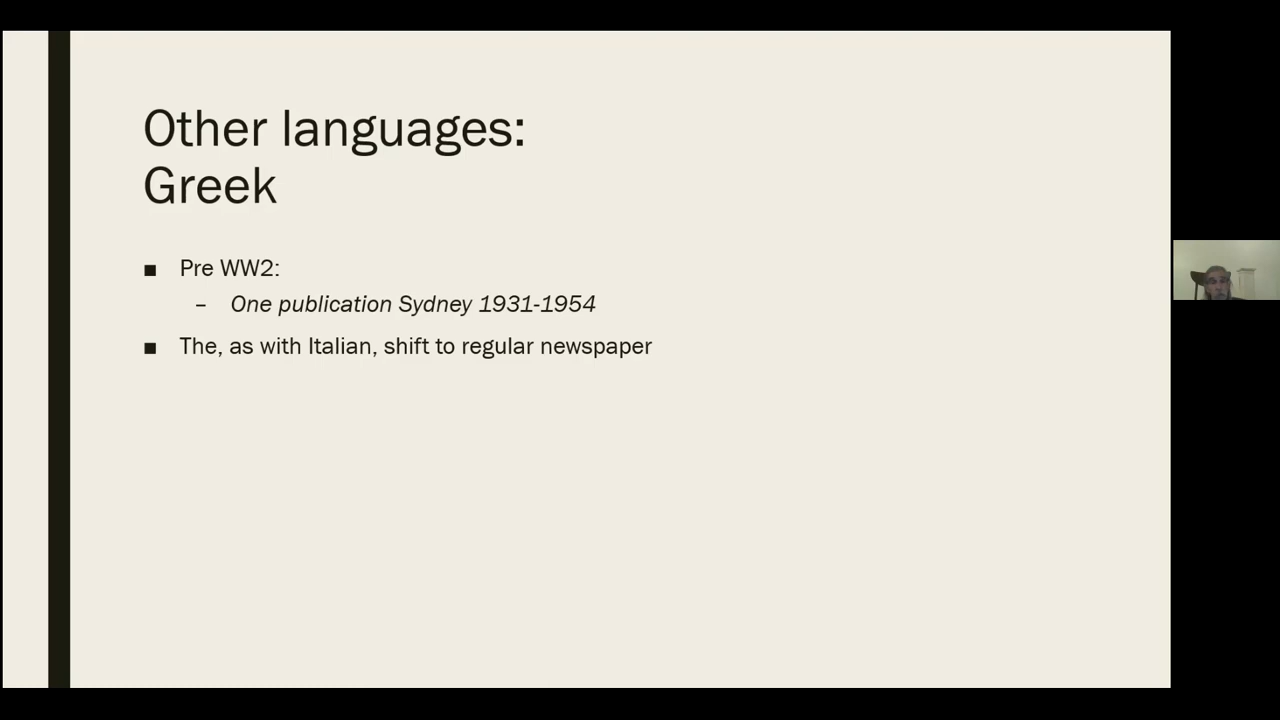 Other languages:
Greek
■ Pre WW2:
– One publication Sydney 1931-1954
■ The, as with Italian, shift to regular newspaper